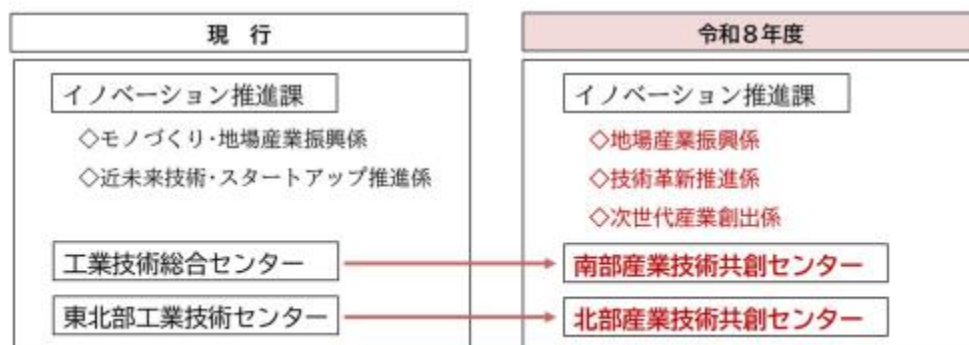 現　行
イノベーション推進課
◇モノづくり･地場産業振興係
◇近未来技術･スタートアップ推進係
工業技術総合センター
東北部工業技術センター
令和８年度
イノベーション推進課
◇地場産業振興係
◇技術革新推進係
◇次世代産業創出係
南部産業技術共創センター
北部産業技術共創センター